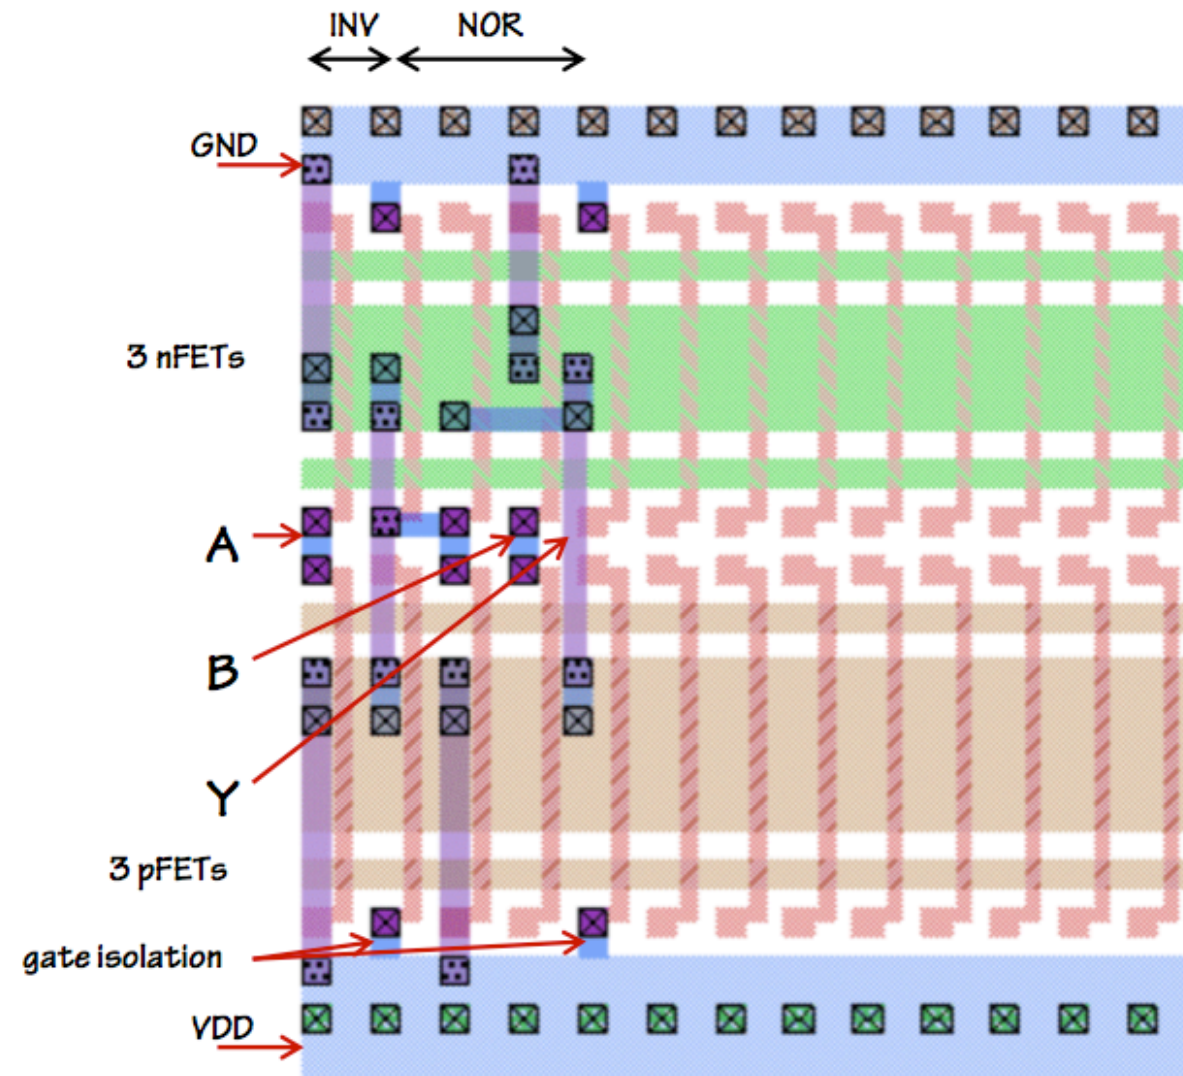 INV
NOR
GND
3 nFETs
A
B
Y
3 pFETs
gate isolation
VDD